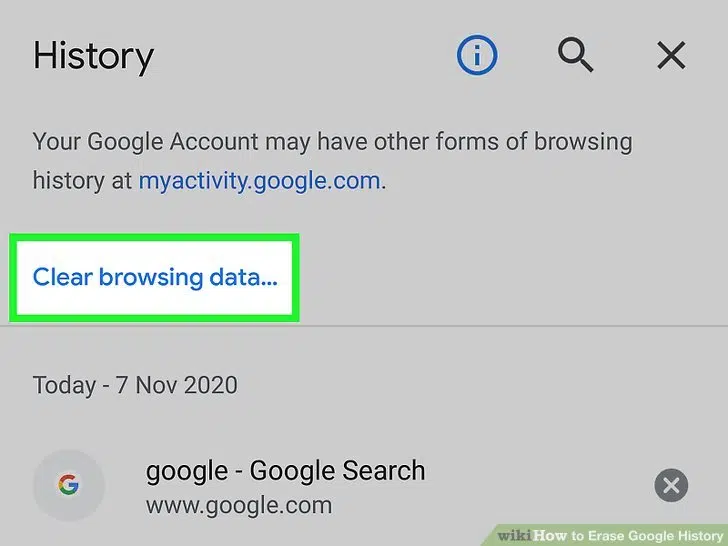 History
Your Google Account may have other forms of browsing
history at myactivity.google.com.
Clear browsing data...
Today - 7 Nov 2020
google - Google Search
www.google.com
wikiHow to Erase Google History